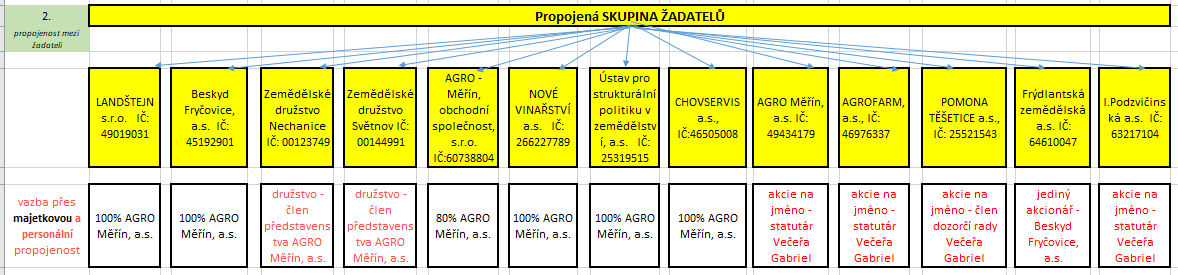 2.
propojenost mezi
žadateli
Propojená SKUPINA ŽADATELŮ
LANDŠTEJN
s.r.o. IČ:
49019031
Beskyd
Fryčovice,
a.s. IČ:
45192901
Zemědělské
družstvo
Nechanice
IČ: 00123749
Zemědělské
družstvo
Světnov IČ:
00144991
AGRO -
Měřín,
obchodní
společnost,
s.r.o.
IČ:60738804
NOVÉ
VINAŘSTVÍ
a.s. IČ:
266227789
Ústav pro
strukturální
politiku v
zemědělst
ví, a.s. IČ:
25319515
CHOVSERVIS
a.s.,
IČ:46505008
AGRO Měřín,
a.s. IČ:
49434179
AGROFARM,
a.s., IČ:
46976337
POMONA
TĚŠETICE a.s.,
IČ: 25521543
Frýdlantská
zemědělská
a.s. IČ:
64610047
I.Podzvičins
ká a.s. IČ:
63217104
vazba přes
majetkovou a
personální
propojenost
100% AGRO
Měřín, a.s.
100% AGRO
Měřín, a.s.
družstvo -
člen
představens
tva AGRO
Měřín, a.s.
družstvo -
člen
představens
tva AGRO
Měřín, a.s.
80% AGRO
Měřín, a.s.
100% AGRO
Měřín, a.s.
100% AGRO
Měřín, a.s.
100% AGRO
Měřín, a.s.
akcie na
jméno -
statutár
Večeřa
Gabriel
akcie na
jméno -
statutár
Večeřa
Gabriel
akcie na
jméno - člen
dozorčí rady
Večeřa
Gabriel
jediný
akcionář -
Beskyd
Fryčovice,
a.s.
akcie na
jméno -
statutár
Večeřa
Gabriel